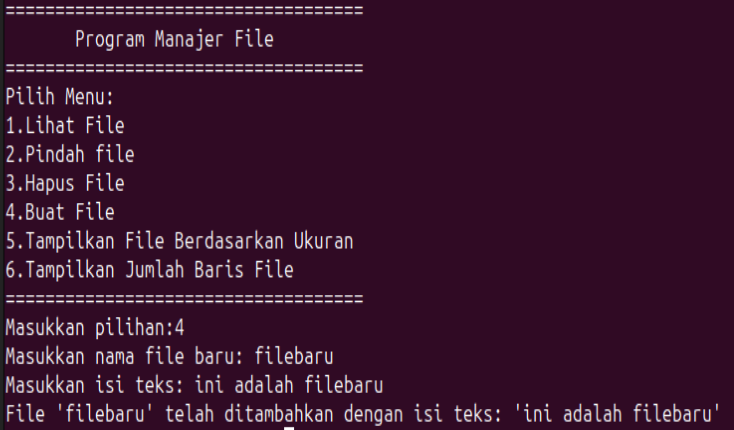 ====================================
Program Manajer File
====================================
Pilih Menu:
1.Lihat File
2.Pindah file
3.Hapus File
4.Buat File
5.Tampilkan File Berdasarkan Ukuran
6.Tampilkan Jumlah Baris File
====================================
Masukkan pilihan:4
Masukkan nama file baru: filebaru
Masukkan isi teks: ini adalah filebaru
File 'filebaru' telah ditambahkan dengan isi teks: 'ini adalah filebaru'